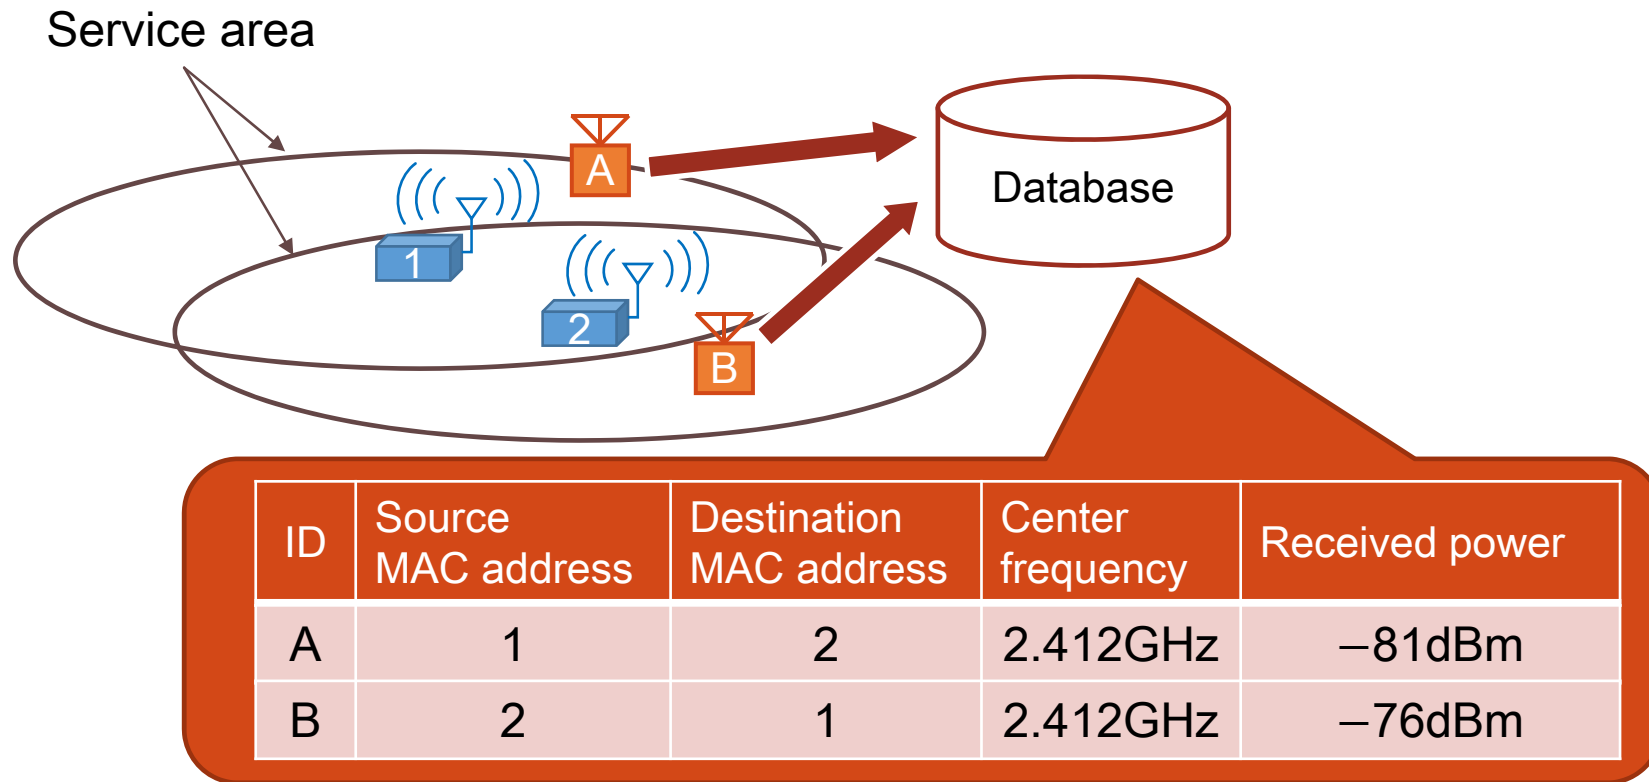 Service area
A
Database
1
2
B
ID
Source
MAC address
Destination
MAC address
Center
frequency
Received power
A
1
2
2.412GHz
−81dBm
B
2
1
2.412GHz
−76dBm